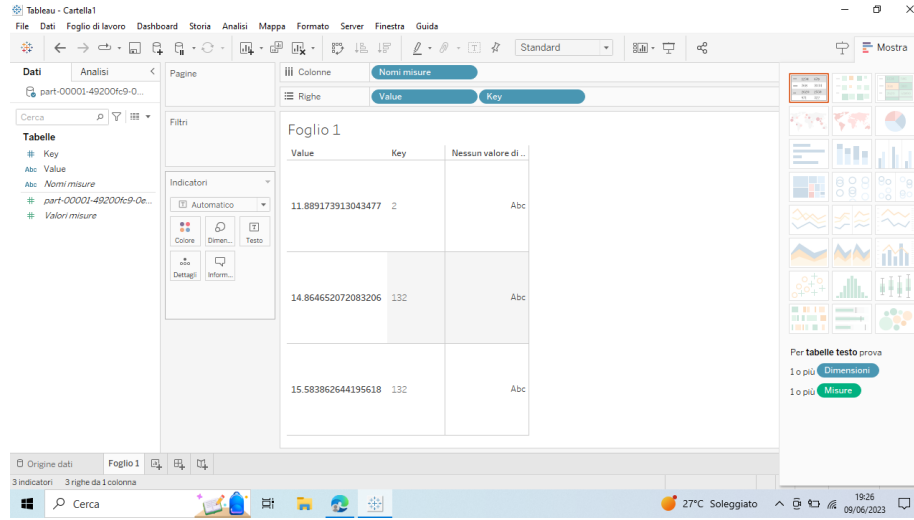 Tableau - Cartella1
File Dati Foglio di lavoro Dashboard Storia Analisi Mappa Formato Server Finestra Guida
Standard
Mostra
Dati Analisi
part-00001-49200fc9-0...
Cerca
Tabelle
# Key
Abc Value
Abc Nomi misure
# part-00001-49200fc9-0e...
# Valori misure
Pagine
Filtri
Indicatori
Automatico
Colore Dimen... Testo
Dettagli Inform...
Colonne Nomi misure
Righe Value Key
Foglio 1
Value Key Nessun valore di ..
11.889173913043477 2 Abc
14.864652072083206 132 Abc
15.583862644195618 132 Abc
Per tabelle testo prova
1 o più Dimensioni
1 o più Misure
Origine dati Foglio 1
3 indicatori 3 righe da 1 colonna
Cerca
27°C Soleggiato
19:26
09/06/2023